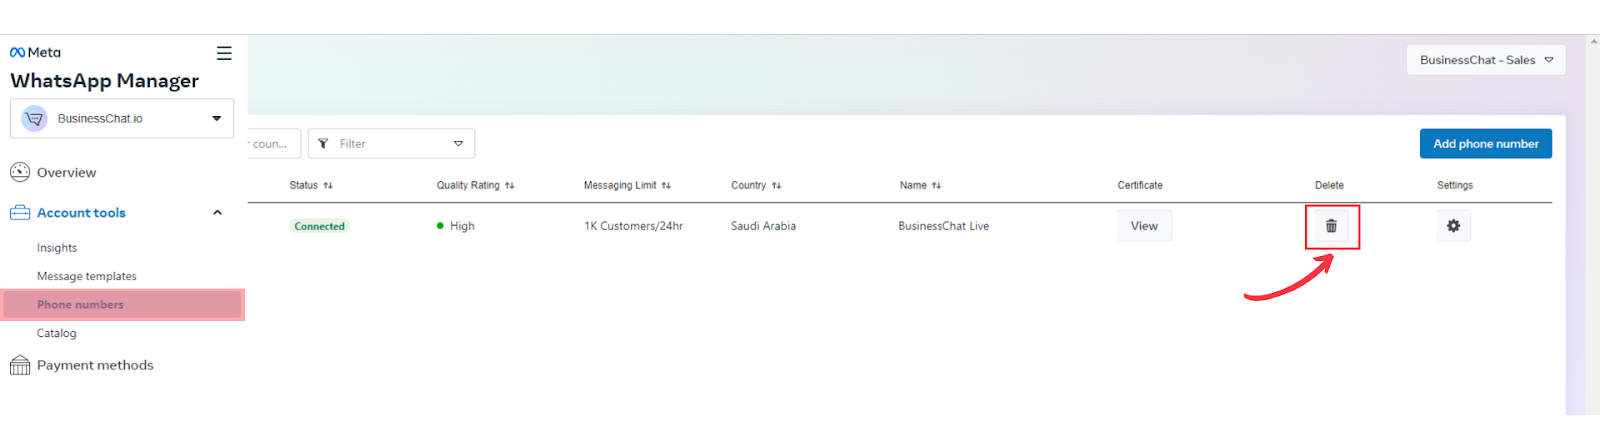 Meta
WhatsApp Manager
BusinessChat.io
Overview
Account tools
Insights
Message templates
Phone numbers
Catalog
Payment methods
BusinessChat - Sales
coun...
Filter
Add phone number
Status Quality Rating Messaging Limit Country Name Certificate Delete Settings
Connected High 1K Customers/24hr Saudi Arabia BusinessChat Live View